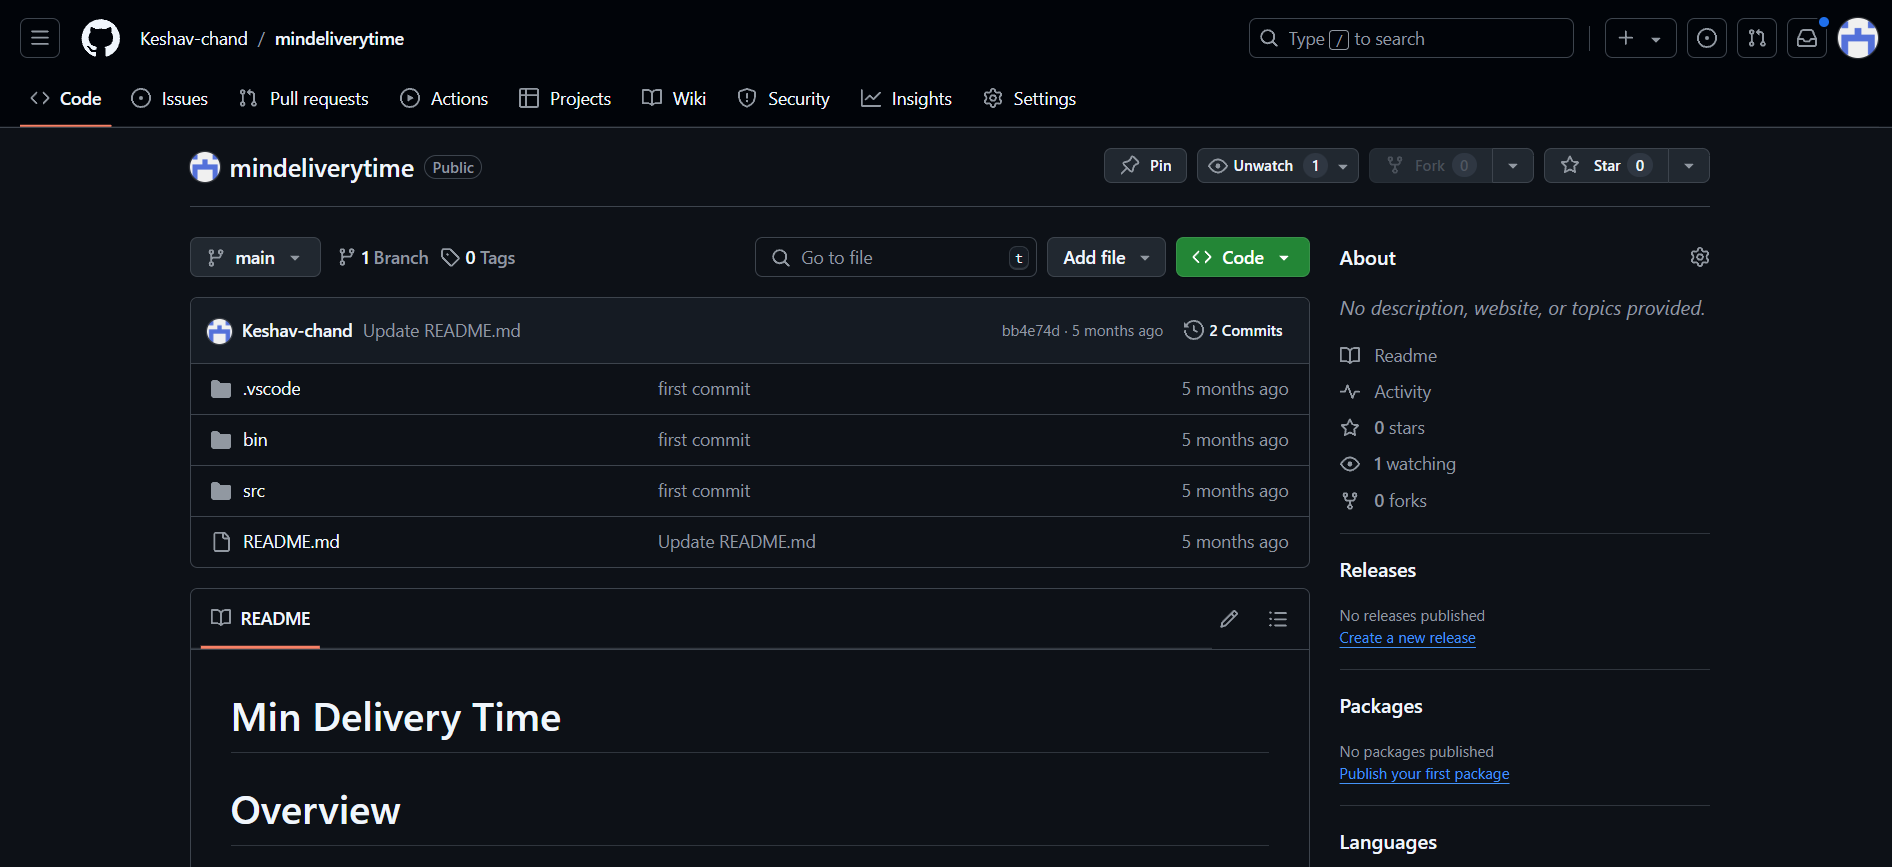 Keshav-chand / mindeliverytime
Type / to search
Code Issues Pull requests Actions Projects Wiki Security Insights Settings
mindeliverytime Public
Pin Unwatch 1 Fork 0 Star 0
main 1 Branch 0 Tags
Go to file t Add file Code
Keshav-chand Update README.md bb4e74d · 5 months ago 2 Commits
.vscode first commit 5 months ago
bin first commit 5 months ago
src first commit 5 months ago
README.md Update README.md 5 months ago
README
Min Delivery Time
Overview
About
No description, website, or topics provided.
Readme
Activity
0 stars
1 watching
0 forks
Releases
No releases published
Create a new release
Packages
No packages published
Publish your first package
Languages